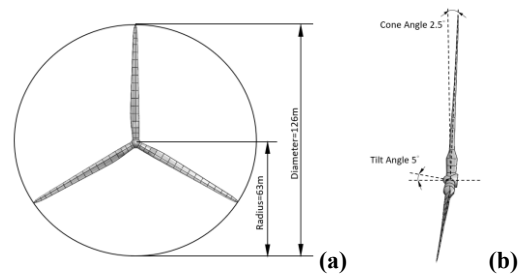 Cone Angle 2.5°
Tilt Angle 5°
Radius=63m
Diameter=126m
(a)
(b)